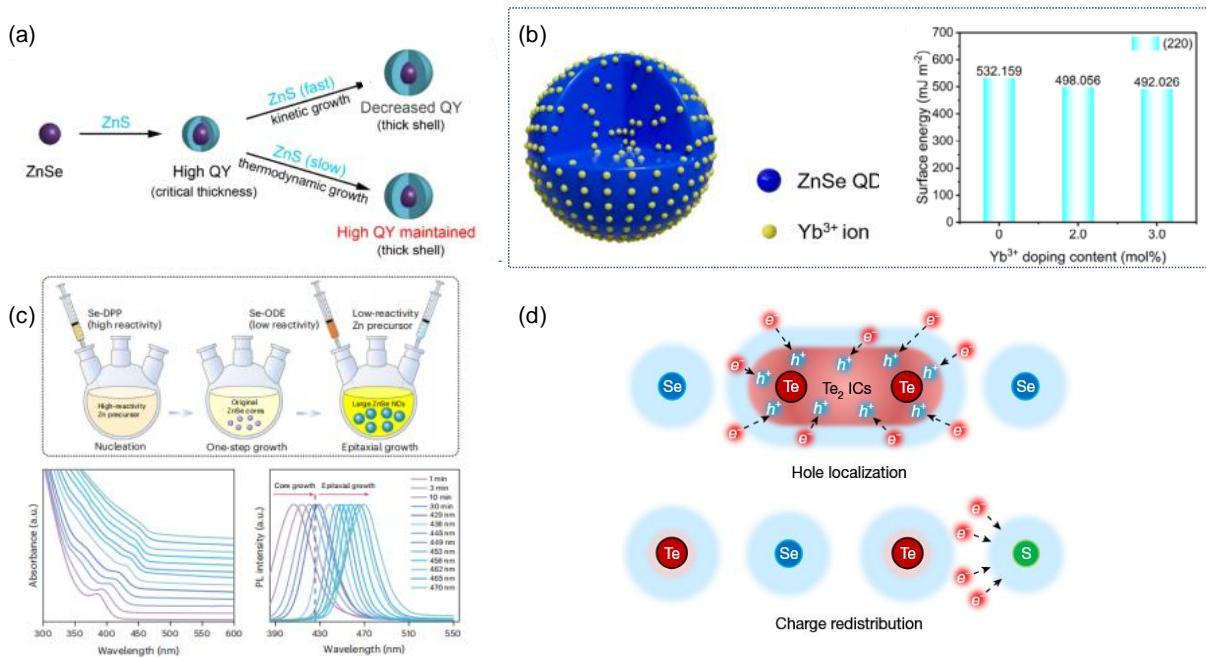 (a)
ZnSe
ZnS
High QY
(critical thickness)
ZnS (fast)
kinetic growth
Decreased QY
(thick shell)
ZnS (slow)
thermodynamic growth
High QY maintained
(thick shell)
(b)
ZnSe QD
Yb³⁺ ion
Surface energy (mJ m⁻²)
700
600
500
400
300
200
100
0
(220)
532.159
498.056
492.026
0
2.0
3.0
Yb³⁺ doping content (mol%)
(c)
Se-DPP
(high reactivity)
High-reactivity
Zn precursor
Nucleation
Se-ODE
(low reactivity)
Original
ZnSe cores
One-step growth
Low-reactivity
Zn precursor
Large ZnSe NCs
Epitaxial growth
Absorbance (a.u.)
300
350
400
450
500
550
600
Wavelength (nm)
PL intensity (a.u.)
Core growth
Epitaxial growth
1 min
3 min
10 min
30 min
429 nm
438 nm
445 nm
449 nm
453 nm
458 nm
462 nm
465 nm
470 nm
390
430
470
510
550
Wavelength (nm)
(d)
e⁻
e⁻
e⁻
e⁻
e⁻
e⁻
e⁻
e⁻
e⁻
h⁺
h⁺
h⁺
h⁺
h⁺
h⁺
h⁺
h⁺
h⁺
Se
Te
Te₂ ICs
Te
Se
Hole localization
Te
Se
Te
S
e⁻
e⁻
e⁻
e⁻
Charge redistribution